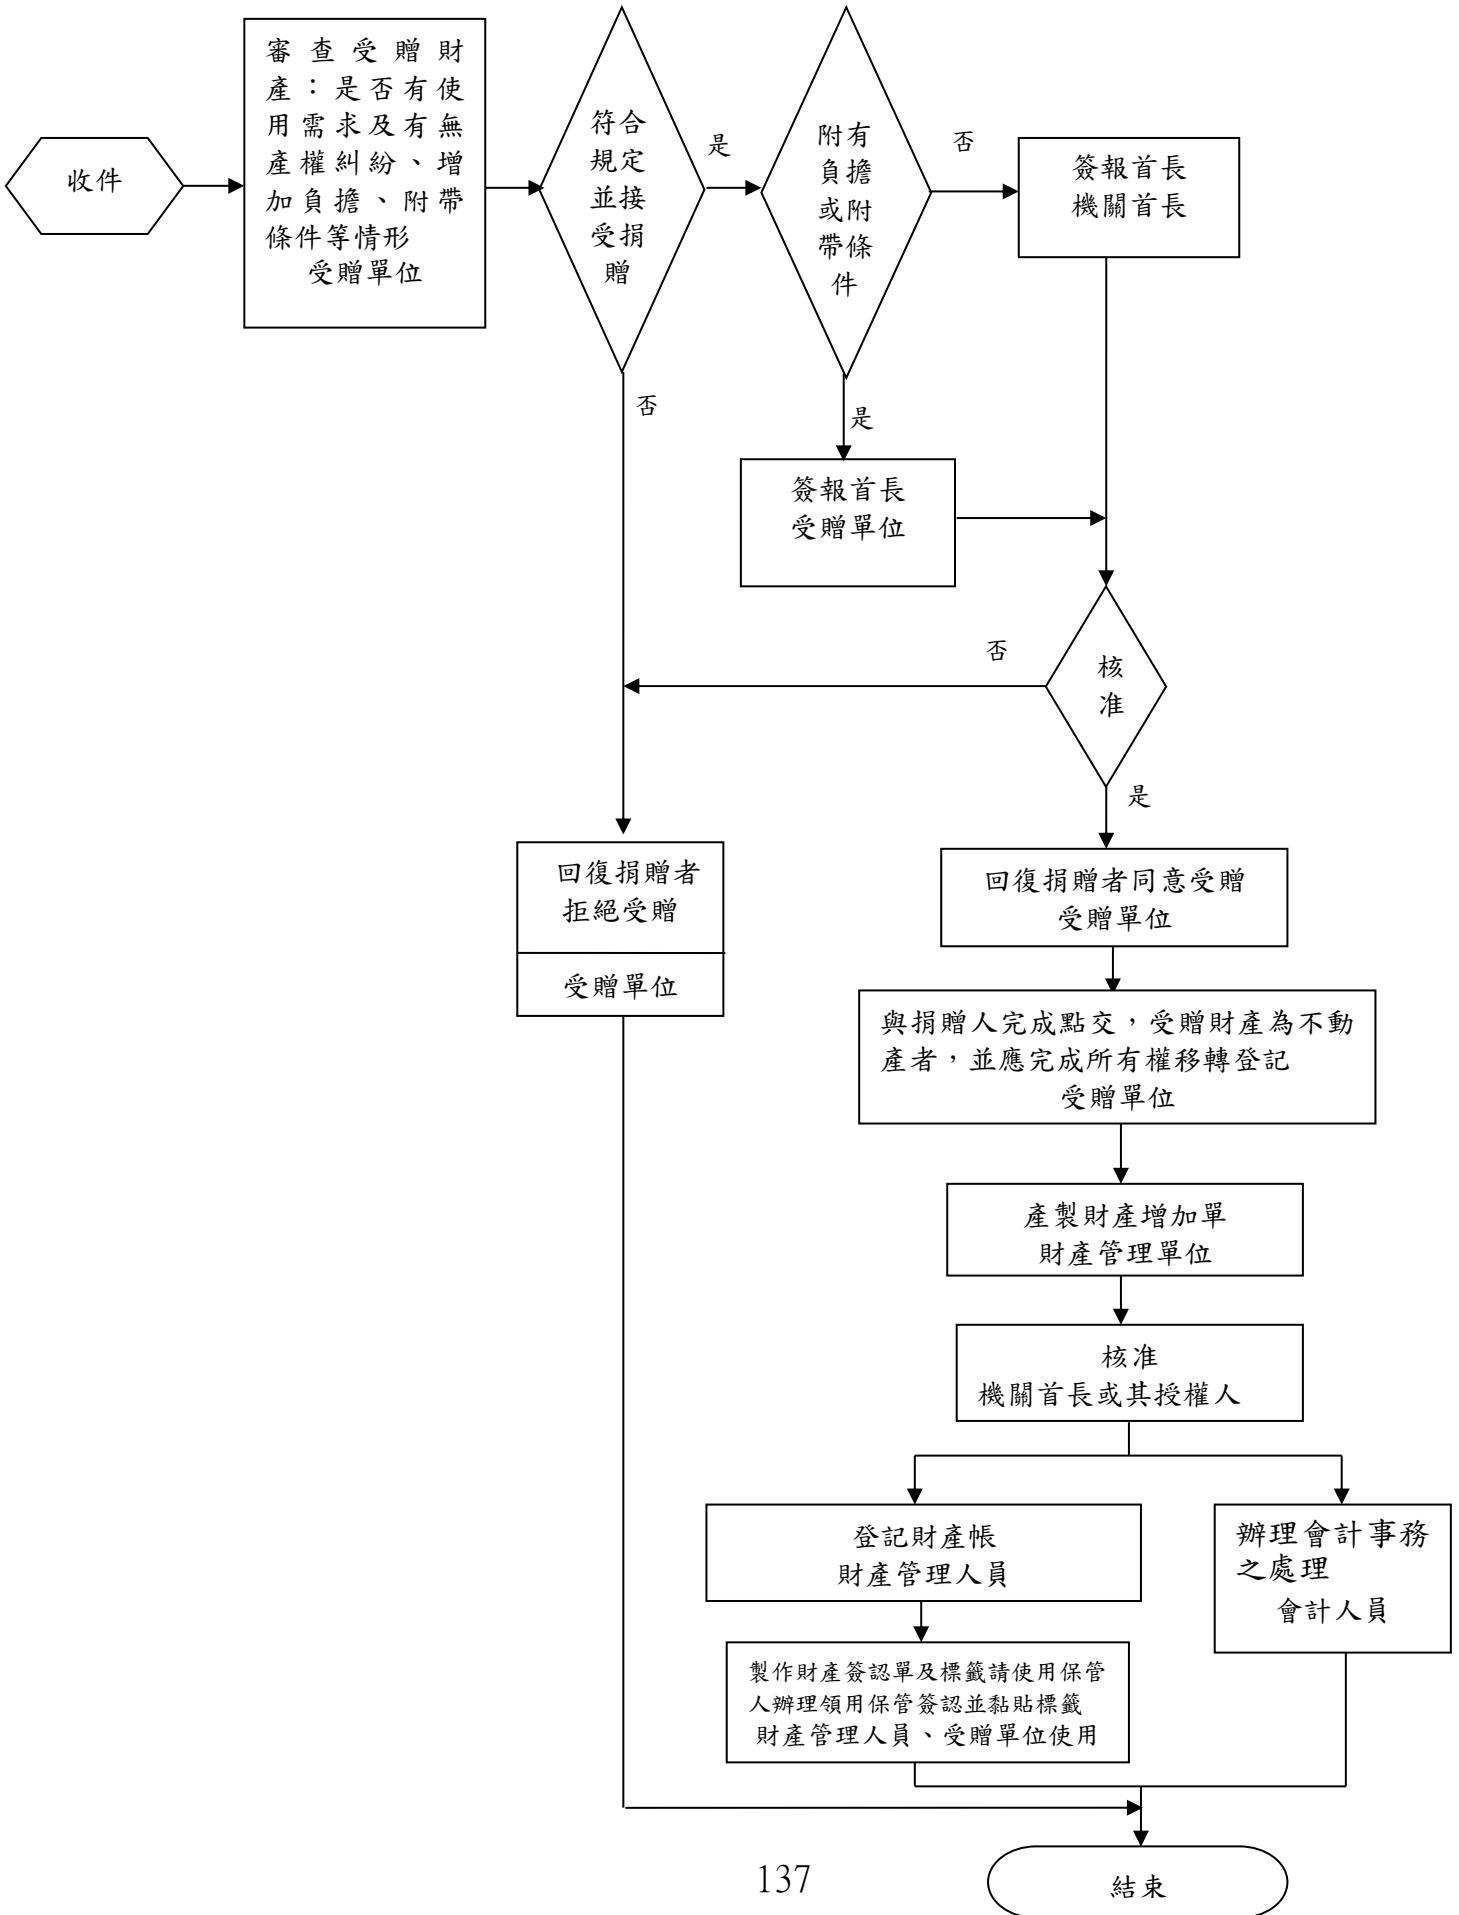 收件
審查受贈財
產：是否有使
用需求及有無
產權糾紛、增
加負擔、附帶
條件等情形
受贈單位
符合
規定
並接
受捐
贈
是
否
附有
負擔
或附
帶條
件
否
是
簽報首長
機關首長
簽報首長
受贈單位
核
准
否
是
回復捐贈者
拒絕受贈
受贈單位
回復捐贈者同意受贈
受贈單位
與捐贈人完成點交，受贈財產為不動
產者，並應完成所有權移轉登記
受贈單位
產製財產增加單
財產管理單位
核准
機關首長或其授權人
登記財產帳
財產管理人員
辦理會計事務
之處理
會計人員
製作財產簽認單及標籤請使用保管
人辦理領用保管簽認並黏貼標籤
財產管理人員、受贈單位使用
結束
137